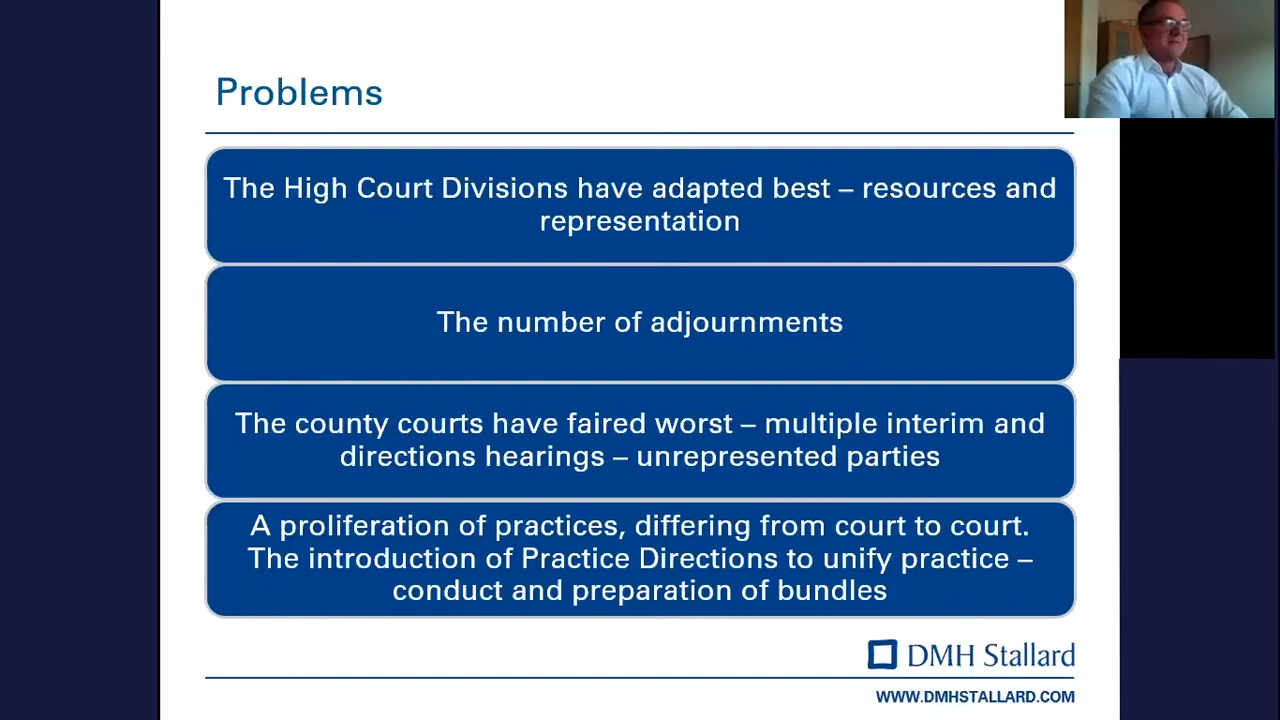 Problems
The High Court Divisions have adapted best – resources and
representation
The number of adjournments
The county courts have faired worst – multiple interim and
directions hearings – unrepresented parties
A proliferation of practices, differing from court to court.
The introduction of Practice Directions to unify practice –
conduct and preparation of bundles
DMH Stallard
WWW.DMHSTALLARD.COM